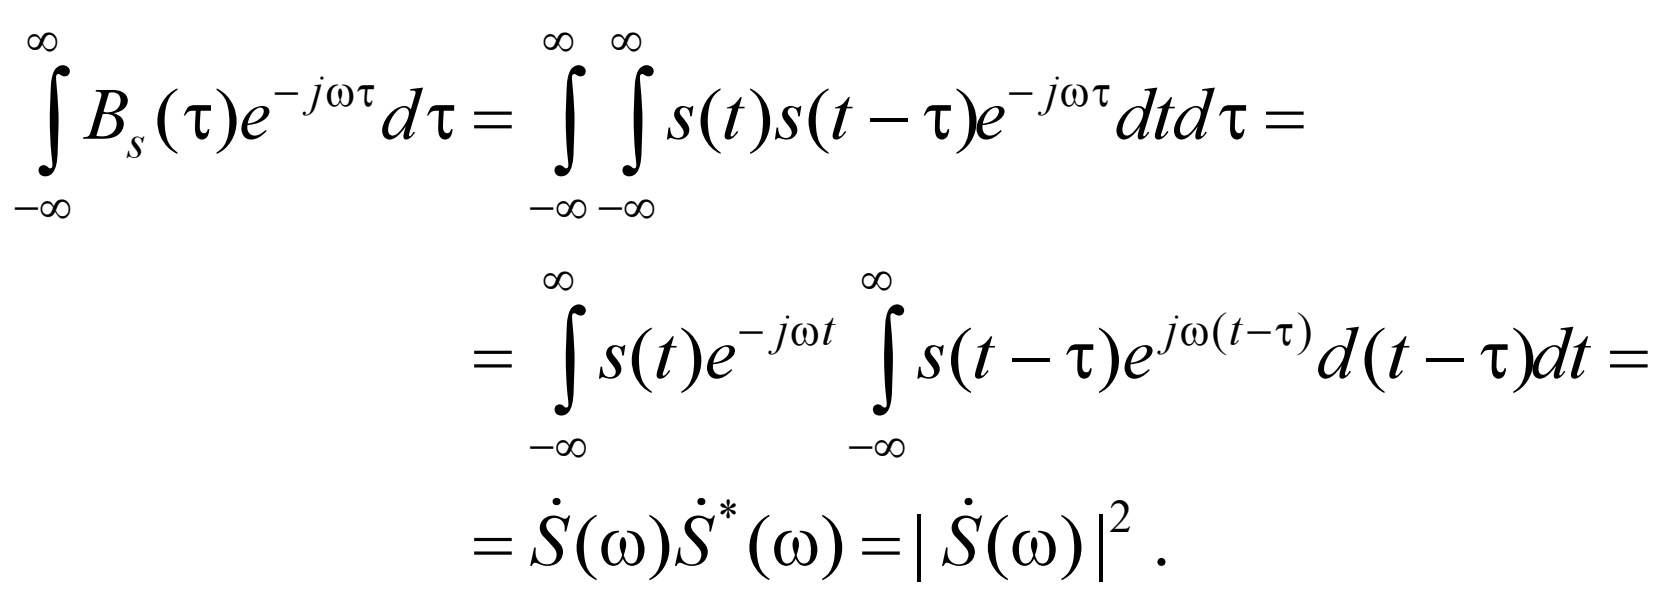 ∫_{-∞}^{∞} B_s(τ)e^{-jωτ}dτ = ∫_{-∞}^{∞} ∫_{-∞}^{∞} s(t)s(t − τ)e^{-jωτ}dtdτ =
= ∫_{-∞}^{∞} s(t)e^{-jωt} ∫_{-∞}^{∞} s(t − τ)e^{jω(t−τ)}d(t − τ)dt =
= Ṡ(ω)Ṡ^*(ω) = | Ṡ(ω) |^2 .